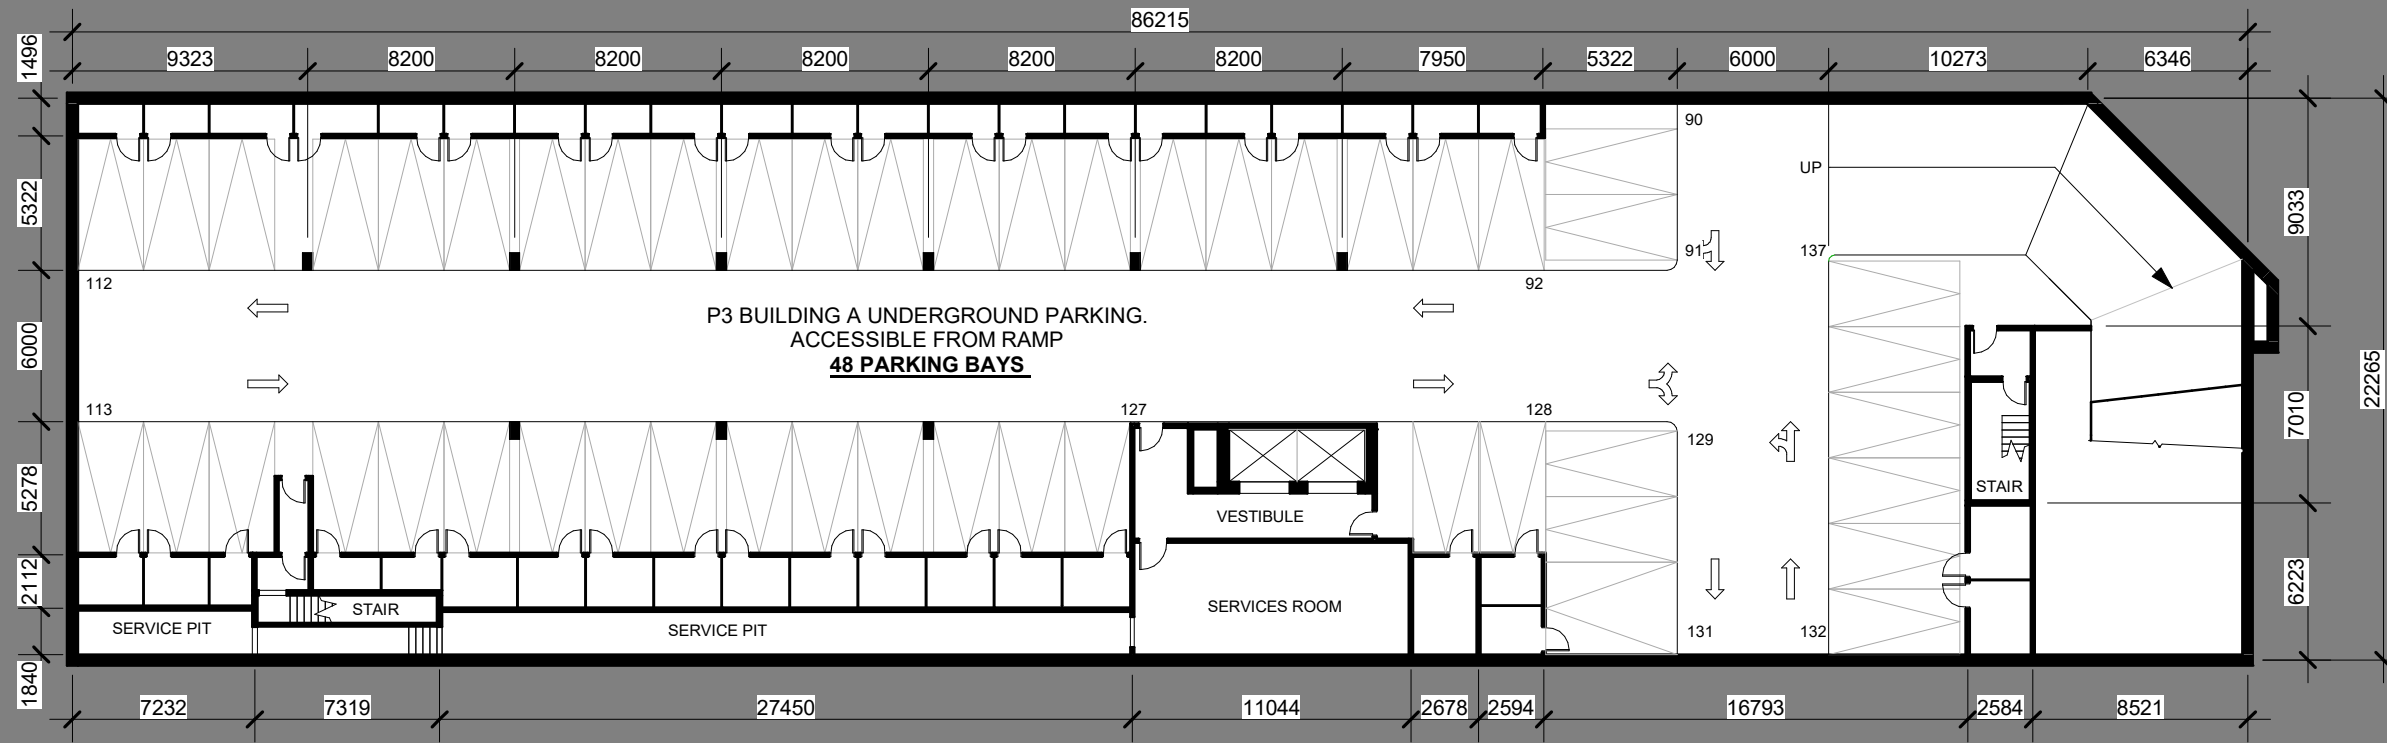 86215
9323 8200 8200 8200 8200 8200 7950 5322 6000 10273 6346
1496
5322
6000
5278
2112
1840
90
UP
91
137
112
92
P3 BUILDING A UNDERGROUND PARKING.
ACCESSIBLE FROM RAMP
48 PARKING BAYS
113
127
128
129
STAIR
VESTIBULE
STAIR
SERVICES ROOM
SERVICE PIT
SERVICE PIT
131
132
9033
7010
6223
22265
7232 7319 27450 11044 2678 2594 16793 2584 8521